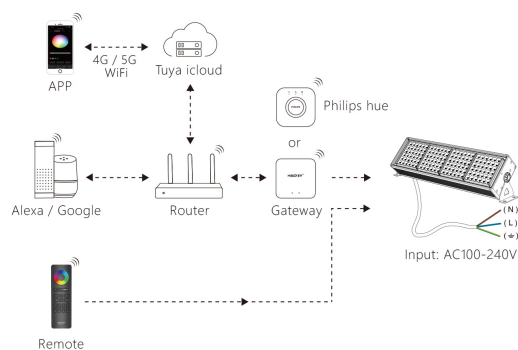 4G / 5G
WiFi
APP
Tuya icloud
Philips hue
or
Alexa / Google
Router
Gateway
(N)
(L)
(⏚)
Input: AC100-240V
Remote